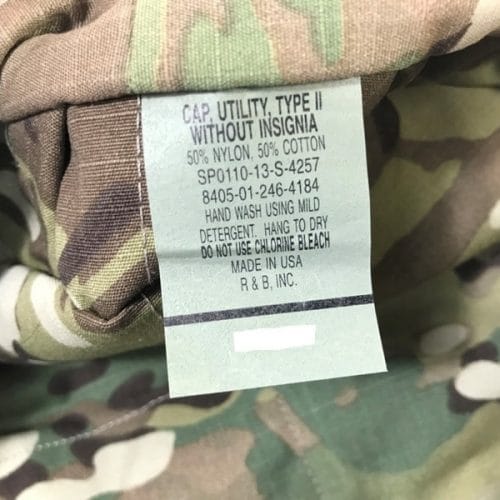 CAP, UTILITY, TYPE II
WITHOUT INSIGNIA
50% NYLON, 50% COTTON
SP0110-13-S-4257
8405-01-246-4184
HAND WASH USING MILD
DETERGENT. HANG TO DRY
DO NOT USE CHLORINE BLEACH
MADE IN USA
R & B, INC.